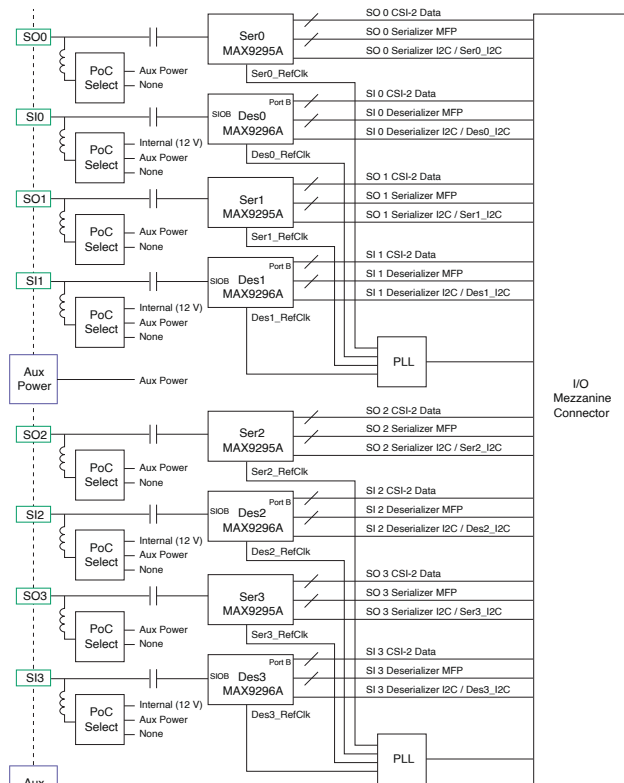 SO0
PoC
Select
Aux Power
None
Ser0
MAX9295A
Ser0_RefClk
SO 0 CSI-2 Data
SO 0 Serializer MFP
SO 0 Serializer I2C / Ser0_I2C
SI0
PoC
Select
Internal (12 V)
Aux Power
None
Port B
SIOB
Des0
MAX9296A
Des0_RefClk
SI 0 CSI-2 Data
SI 0 Deserializer MFP
SI 0 Deserializer I2C / Des0_I2C
SO1
PoC
Select
Aux Power
None
Ser1
MAX9295A
Ser1_RefClk
SO 1 CSI-2 Data
SO 1 Serializer MFP
SO 1 Serializer I2C / Ser1_I2C
SI1
PoC
Select
Internal (12 V)
Aux Power
None
Port B
SIOB
Des1
MAX9296A
Des1_RefClk
SI 1 CSI-2 Data
SI 1 Deserializer MFP
SI 1 Deserializer I2C / Des1_I2C
PLL
Aux
Power
Aux Power
I/O
Mezzanine
Connector
SO2
PoC
Select
Aux Power
None
Ser2
MAX9295A
Ser2_RefClk
SO 2 CSI-2 Data
SO 2 Serializer MFP
SO 2 Serializer I2C / Ser2_I2C
SI2
PoC
Select
Internal (12 V)
Aux Power
None
Port B
SIOB
Des2
MAX9296A
Des2_RefClk
SI 2 CSI-2 Data
SI 2 Deserializer MFP
SI 2 Deserializer I2C / Des2_I2C
SO3
PoC
Select
Aux Power
None
Ser3
MAX9295A
Ser3_RefClk
SO 3 CSI-2 Data
SO 3 Serializer MFP
SO 3 Serializer I2C / Ser3_I2C
SI3
PoC
Select
Internal (12 V)
Aux Power
None
Port B
SIOB
Des3
MAX9296A
Des3_RefClk
SI 3 CSI-2 Data
SI 3 Deserializer MFP
SI 3 Deserializer I2C / Des3_I2C
PLL
Aux